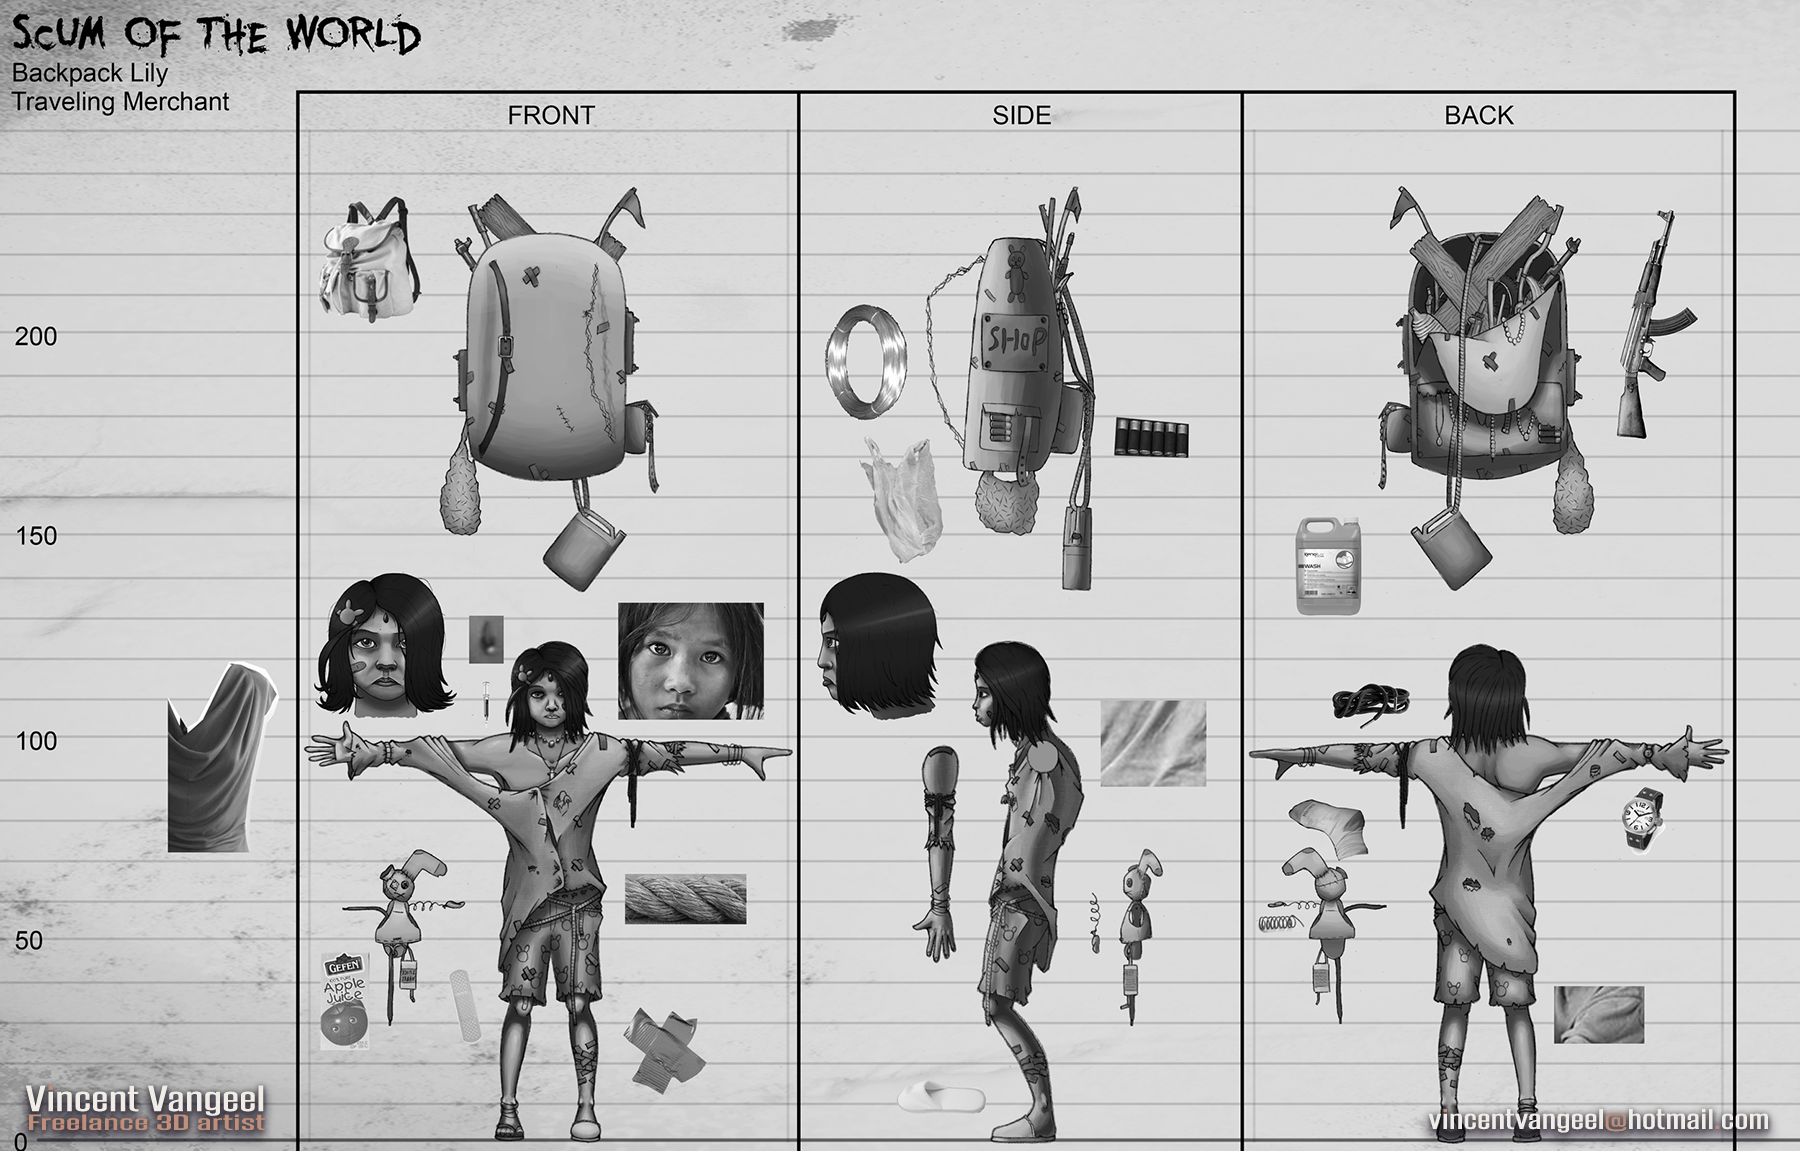 SCUM OF THE WORLD
Backpack Lily
Traveling Merchant
FRONT
SIDE
BACK
200
SHOP
150
WASH
100
50
GEFEN
Apple
Juice
Vincent Vangeel
Freelance 3D artist
vincentvangeel@hotmail.com
0